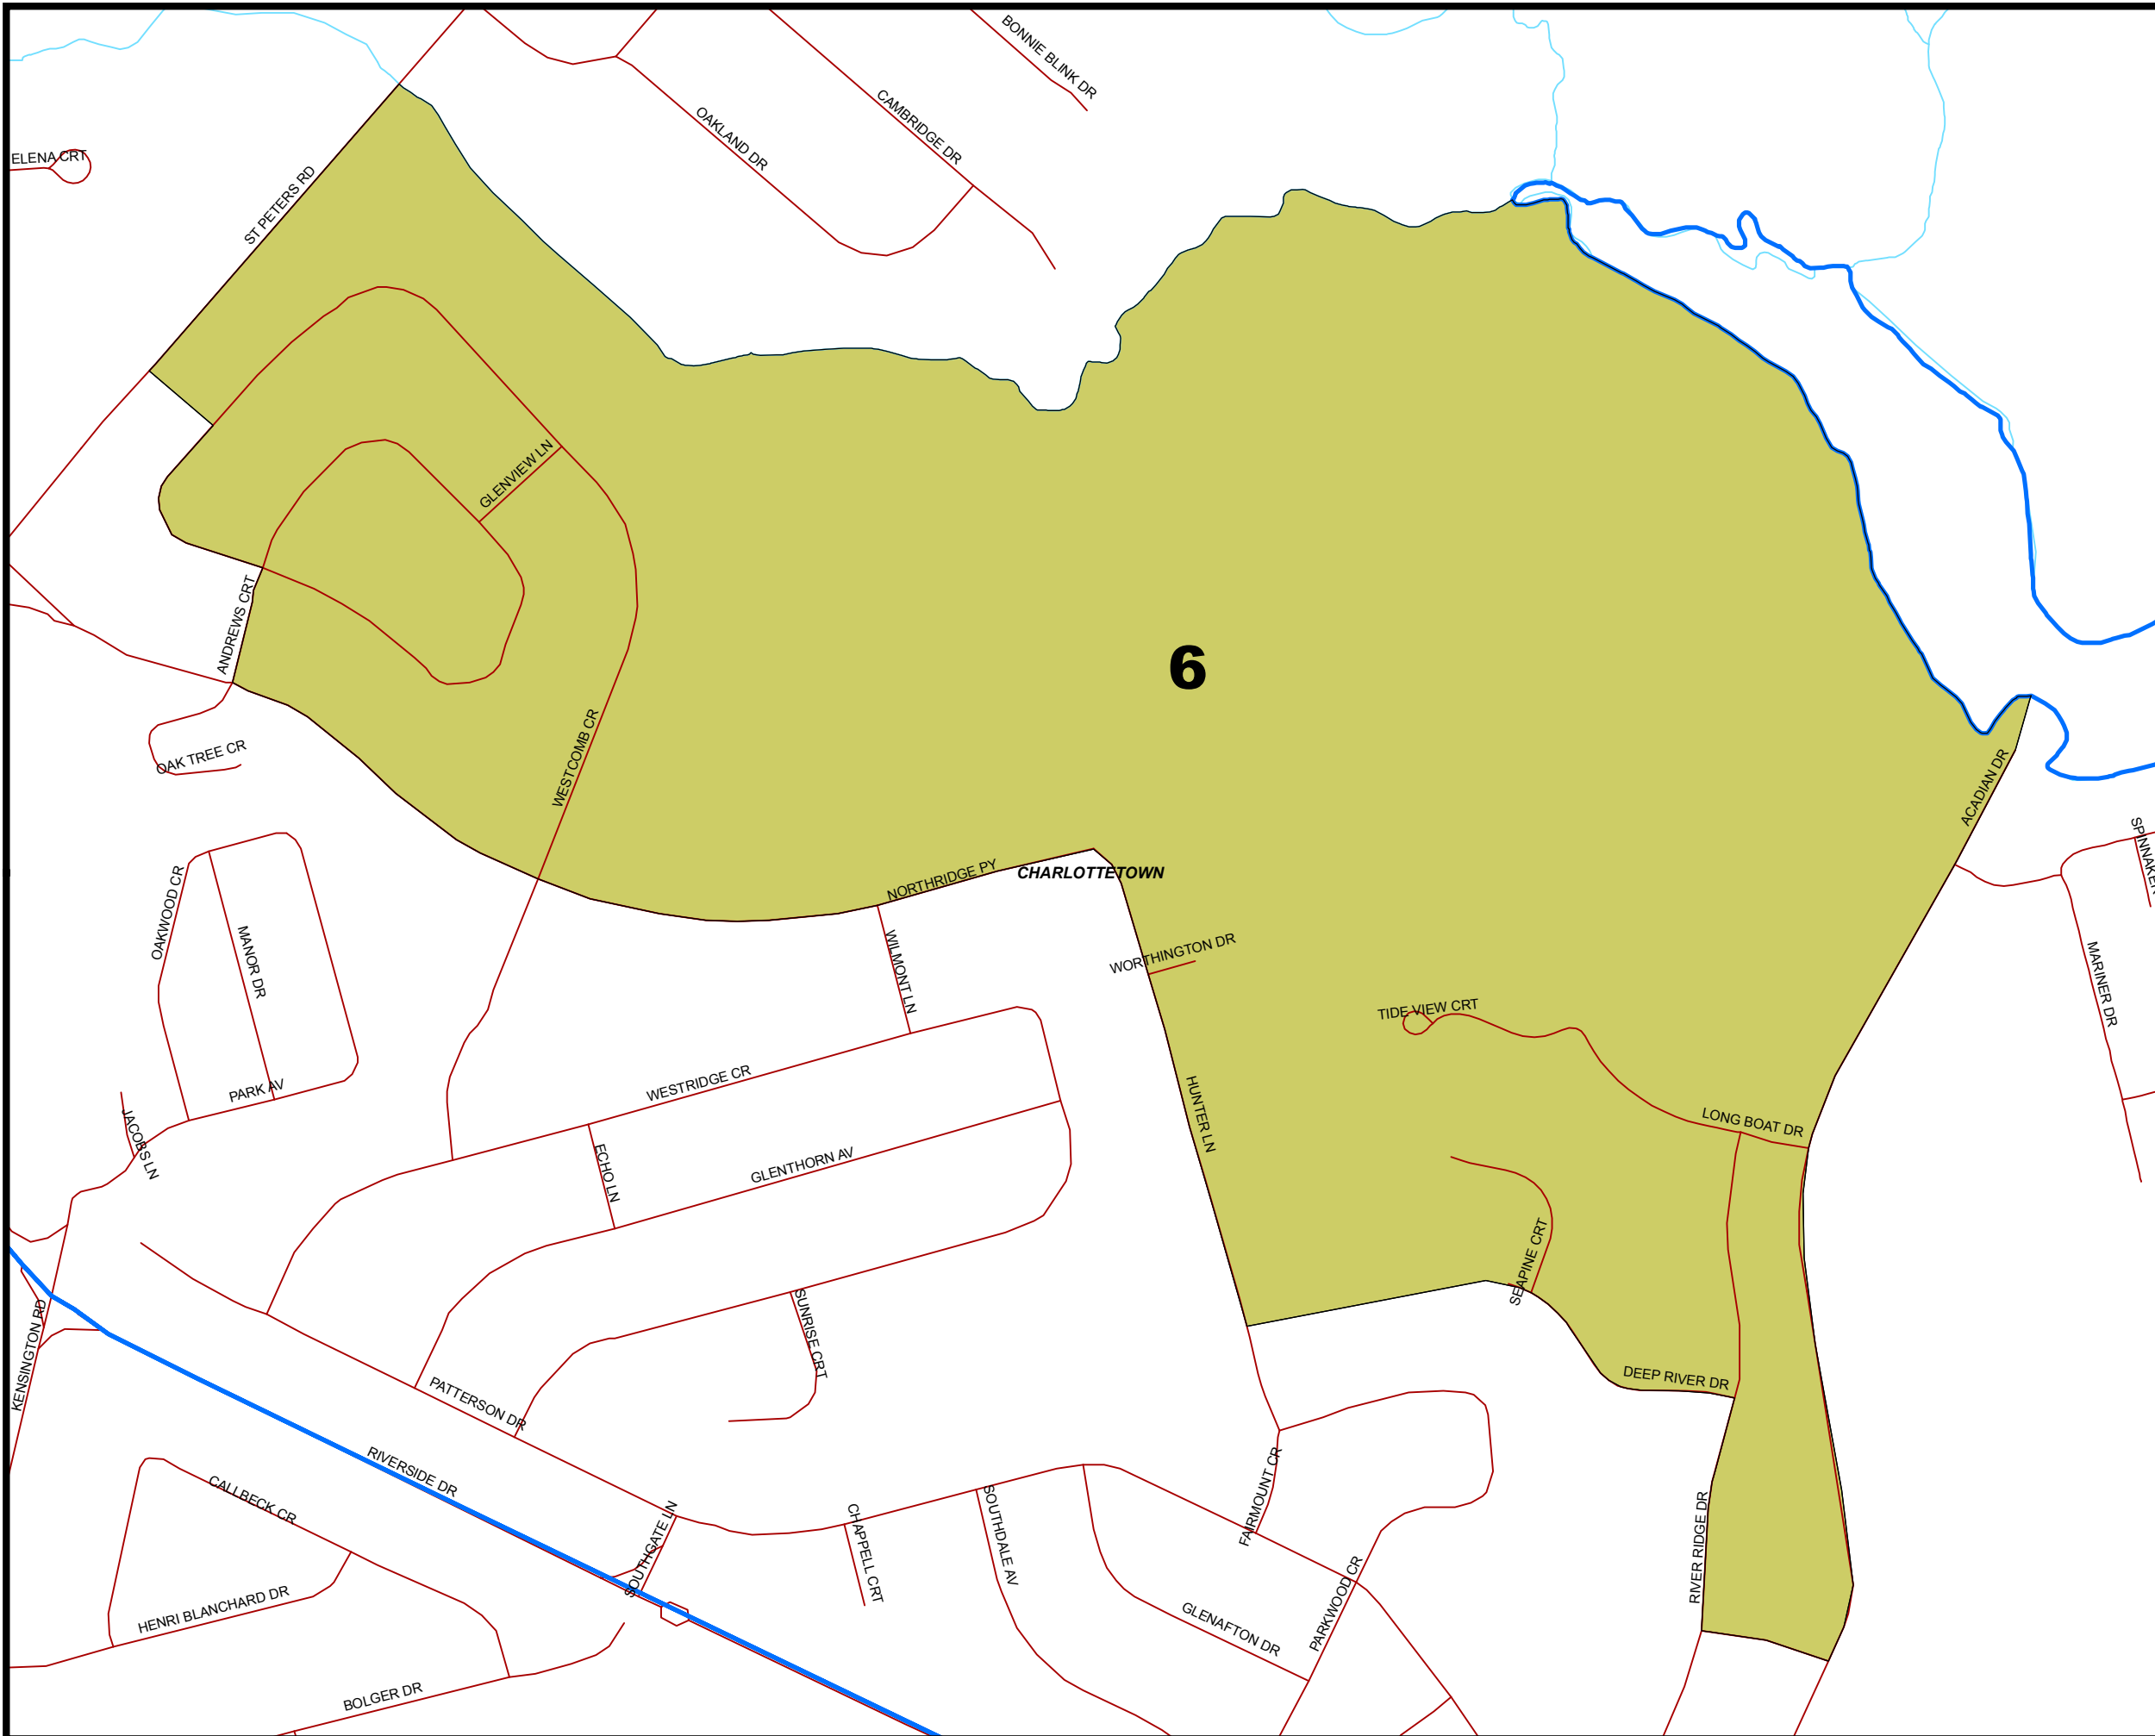 BONNIE BLINK DR
CAMBRIDGE DR
OAKLAND DR
ELENA CRT
ST PETERS RD
GLENVIEW LN
ANDREWS CRT
6
WESTCOMB CR
OAK TREE CR
ACADIAN DR
SPINNAKER
NORTHRIDGE PY
CHARLOTTETOWN
OAKWOOD CR
MANOR DR
WILMONT LN
WORTHINGTON DR
MARINER DR
TIDE VIEW CRT
WESTRIDGE CR
PARK AV
JACOBS LN
HUNTER LN
LONG BOAT DR
ECHO LN
GLENTHORN AV
SEAPINE CRT
KENSINGTON RD
SUNRISE CRT
DEEP RIVER DR
PATTERSON DR
RIVERSIDE DR
CALLBECK CR
FAIRMOUNT CR
SOUTHGATE LN
CHAPPELL CRT
SOUTHDALE AV
RIVER RIDGE DR
HENRI BLANCHARD DR
GLENAFTON DR
PARKWOOD CR
BOLGER DR